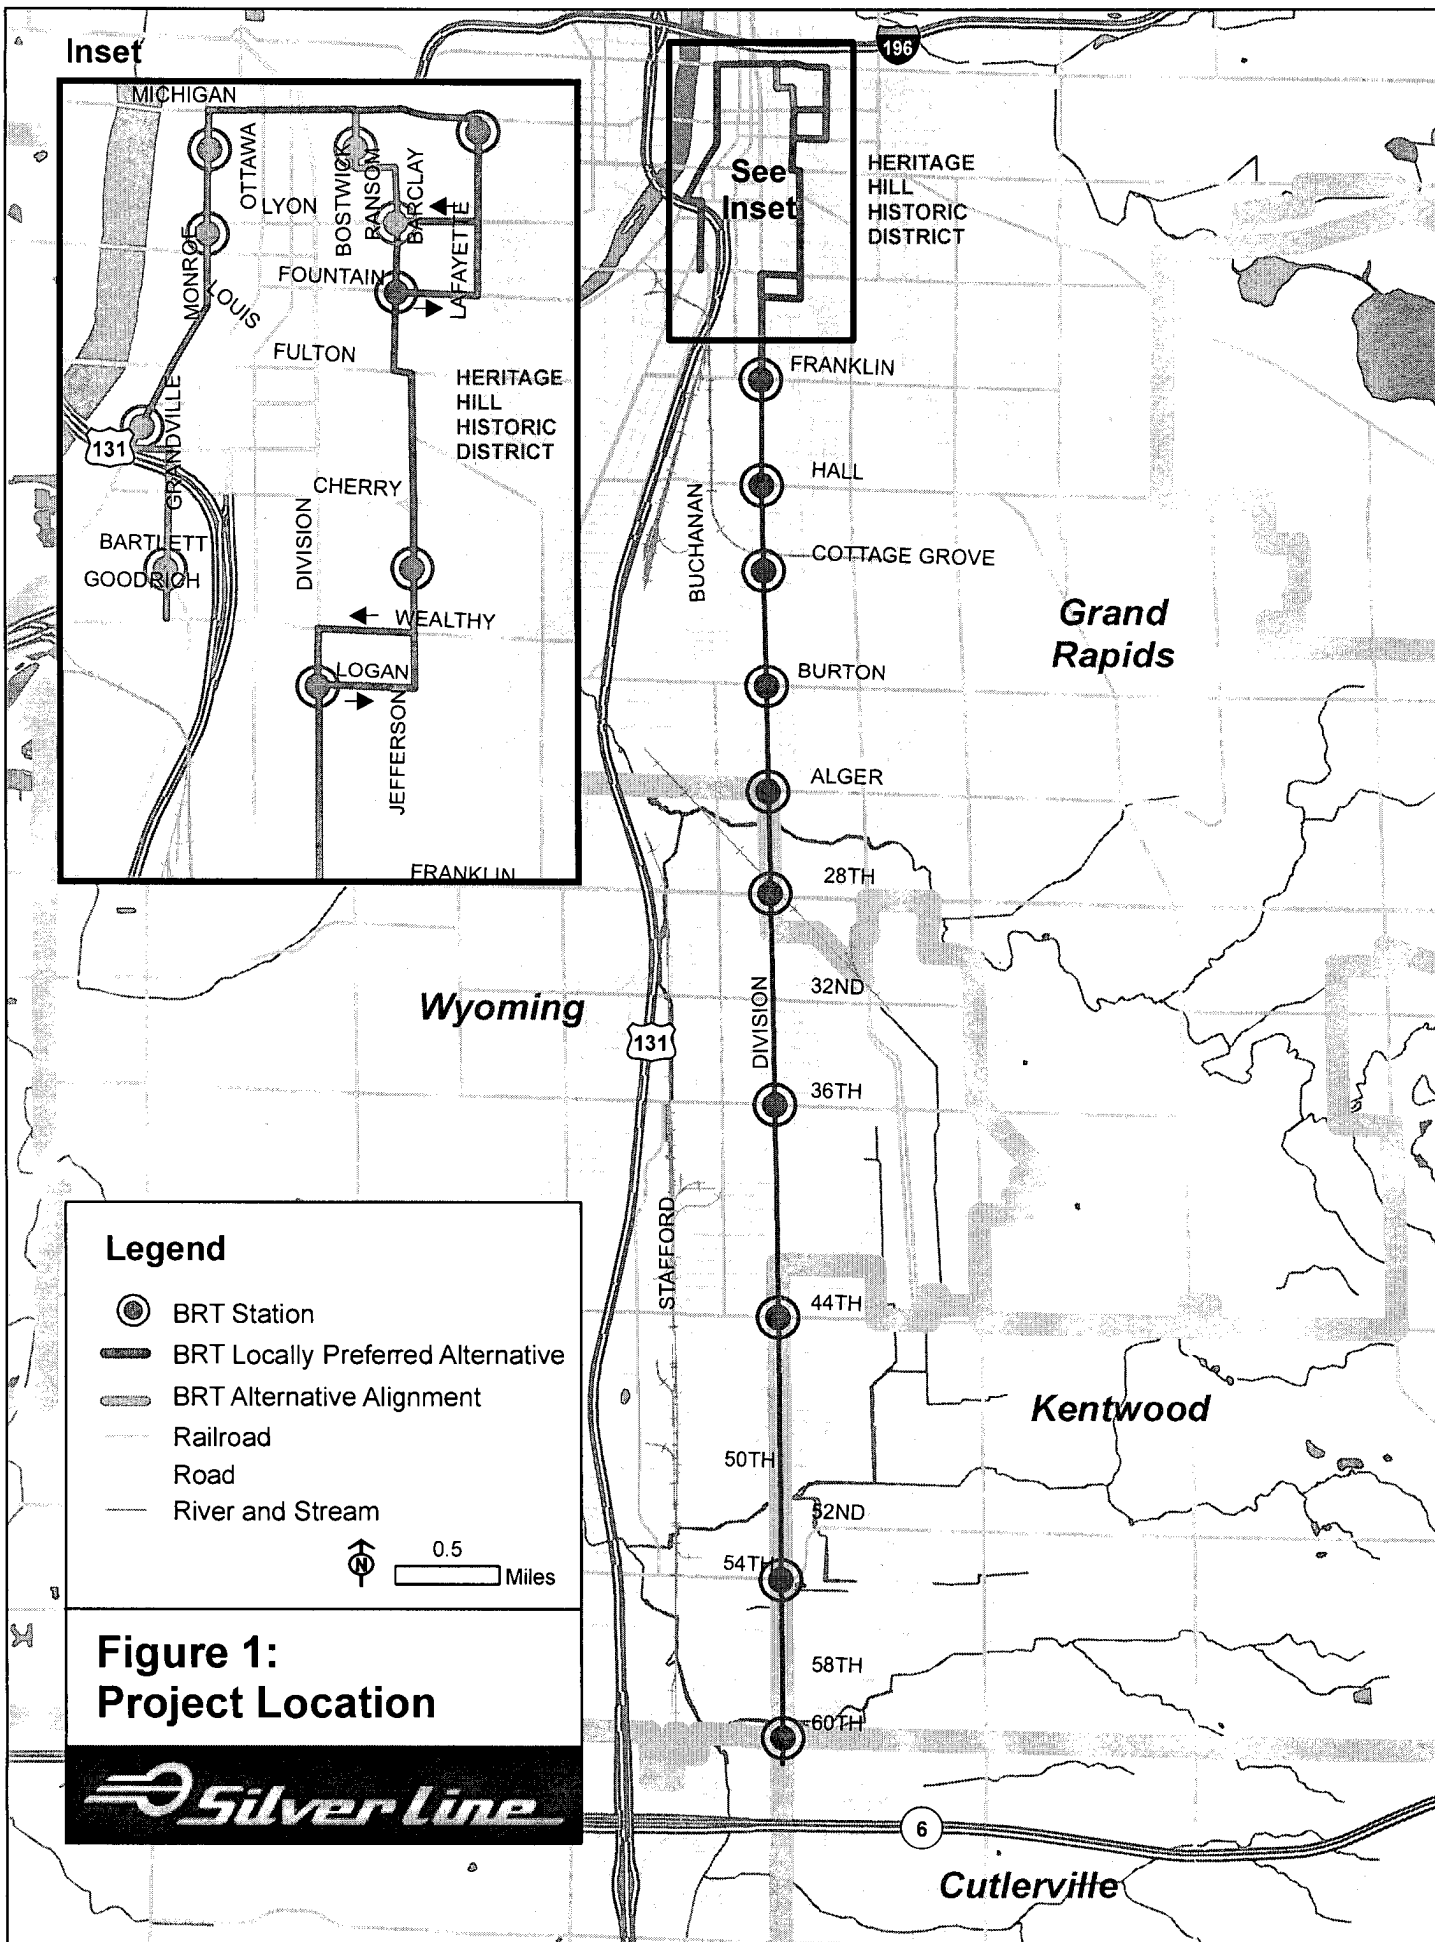 Inset
MICHIGAN
OTTAWA
LYON
BOSTWICK
RANSOM
BARCLAY
MONROE
LOUIS
FOUNTAIN
LAFAYETTE
FULTON
HERITAGE
HILL
HISTORIC
DISTRICT
GRANDVILLE
131
CHERRY
DIVISION
BARTLETT
GOODRICH
WEALTHY
LOGAN
JEFFERSON
FRANKLIN
196
See
Inset
HERITAGE
HILL
HISTORIC
DISTRICT
FRANKLIN
HALL
BUCHANAN
COTTAGE GROVE
Grand
Rapids
BURTON
ALGER
28TH
32ND
Wyoming
DIVISION
131
36TH
STAFFORD
44TH
Kentwood
50TH
52ND
54TH
58TH
60TH
6
Cutlerville
Legend
BRT Station
BRT Locally Preferred Alternative
BRT Alternative Alignment
Railroad
Road
River and Stream
N
0.5
Miles
Figure 1:
Project Location
Silver Line